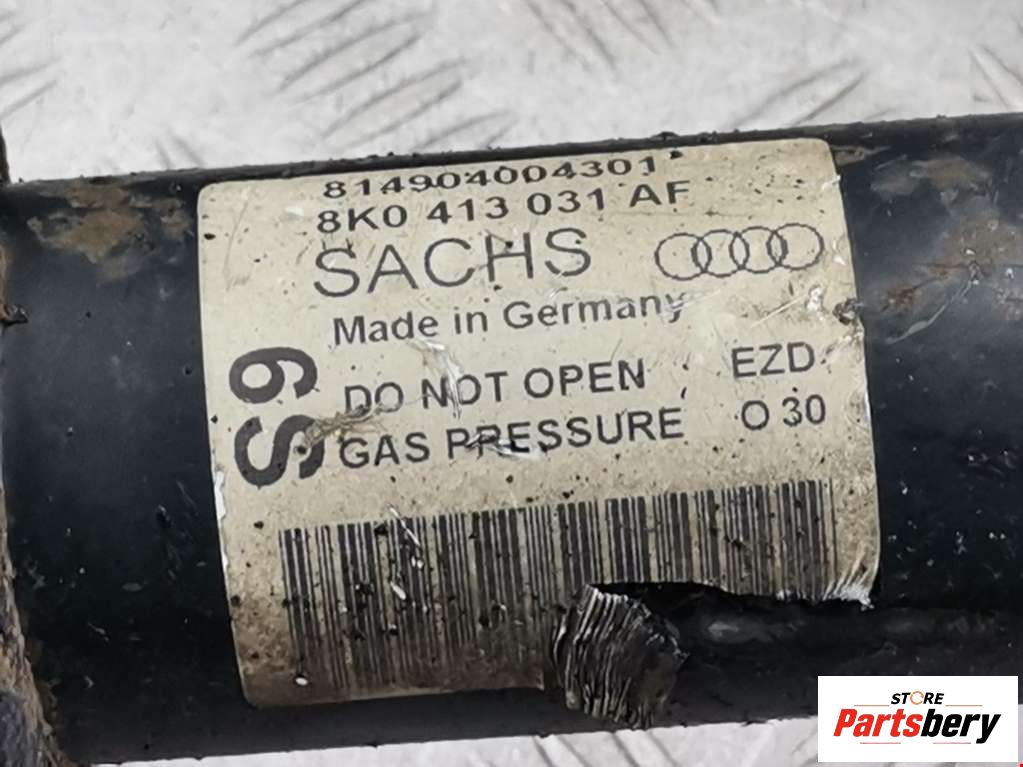 814904004301
8K0 413 031 AF
SACHS
Made in Germany
DO NOT OPEN EZD
GAS PRESSURE O 30
S9
STORE
Partsbery